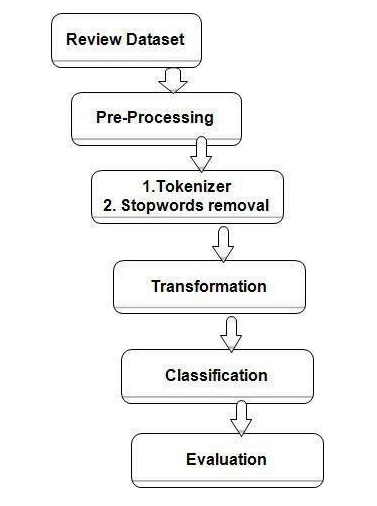 Review Dataset
Pre-Processing
1.Tokenizer
2. Stopwords removal
Transformation
Classification
Evaluation